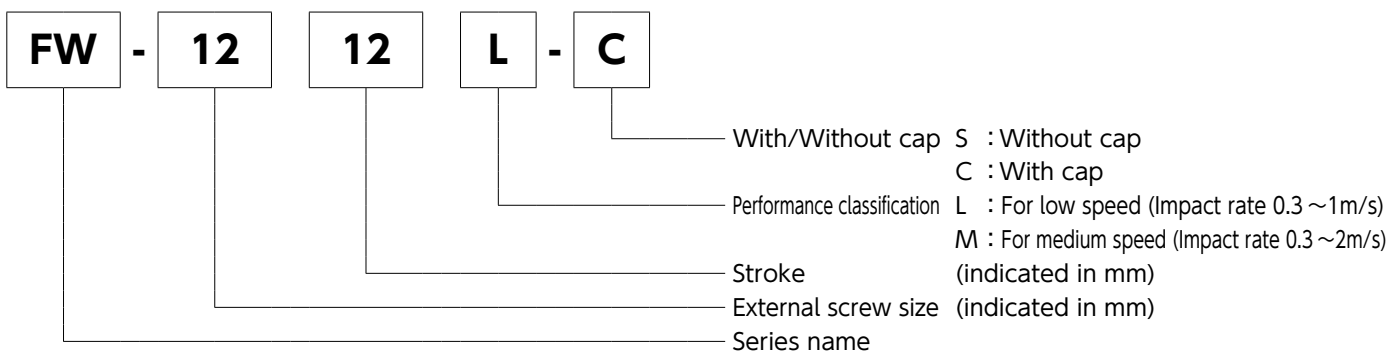 FW - 12 12 L - C
With/Without cap S ：Without cap
C ：With cap
Performance classification L ：For low speed (Impact rate 0.3～1m/s)
M ：For medium speed (Impact rate 0.3～2m/s)
Stroke (indicated in mm)
External screw size (indicated in mm)
Series name